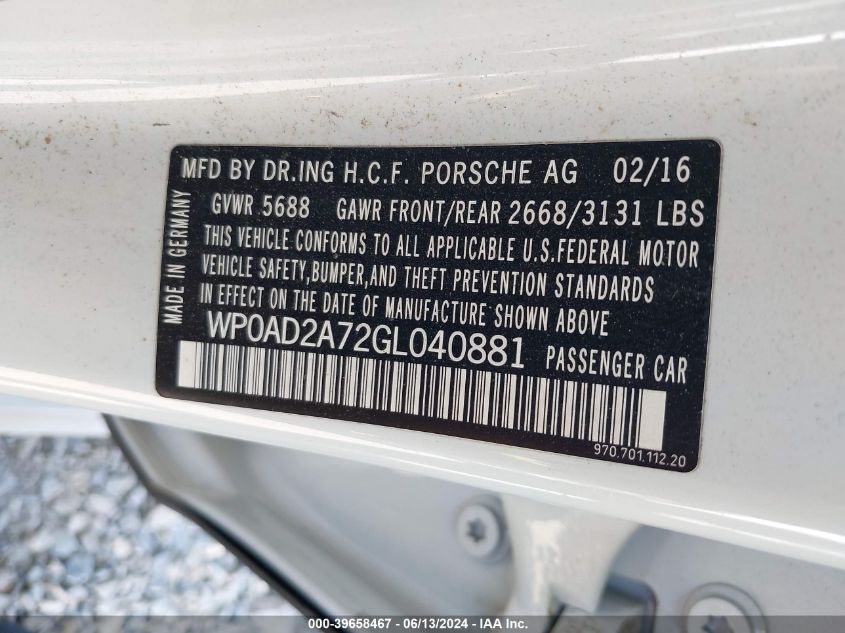 MFD BY DR.ING H.C.F. PORSCHE AG 02/16
GVWR 5688 GAWR FRONT/REAR 2668/3131 LBS
THIS VEHICLE CONFORMS TO ALL APPLICABLE U.S.FEDERAL MOTOR
VEHICLE SAFETY,BUMPER,AND THEFT PREVENTION STANDARDS
IN EFFECT ON THE DATE OF MANUFACTURE SHOWN ABOVE
WP0AD2A72GL040881 PASSENGER CAR
970.701.112.20
MADE IN GERMANY
000-39658467 - 06/13/2024 - IAAI Inc.